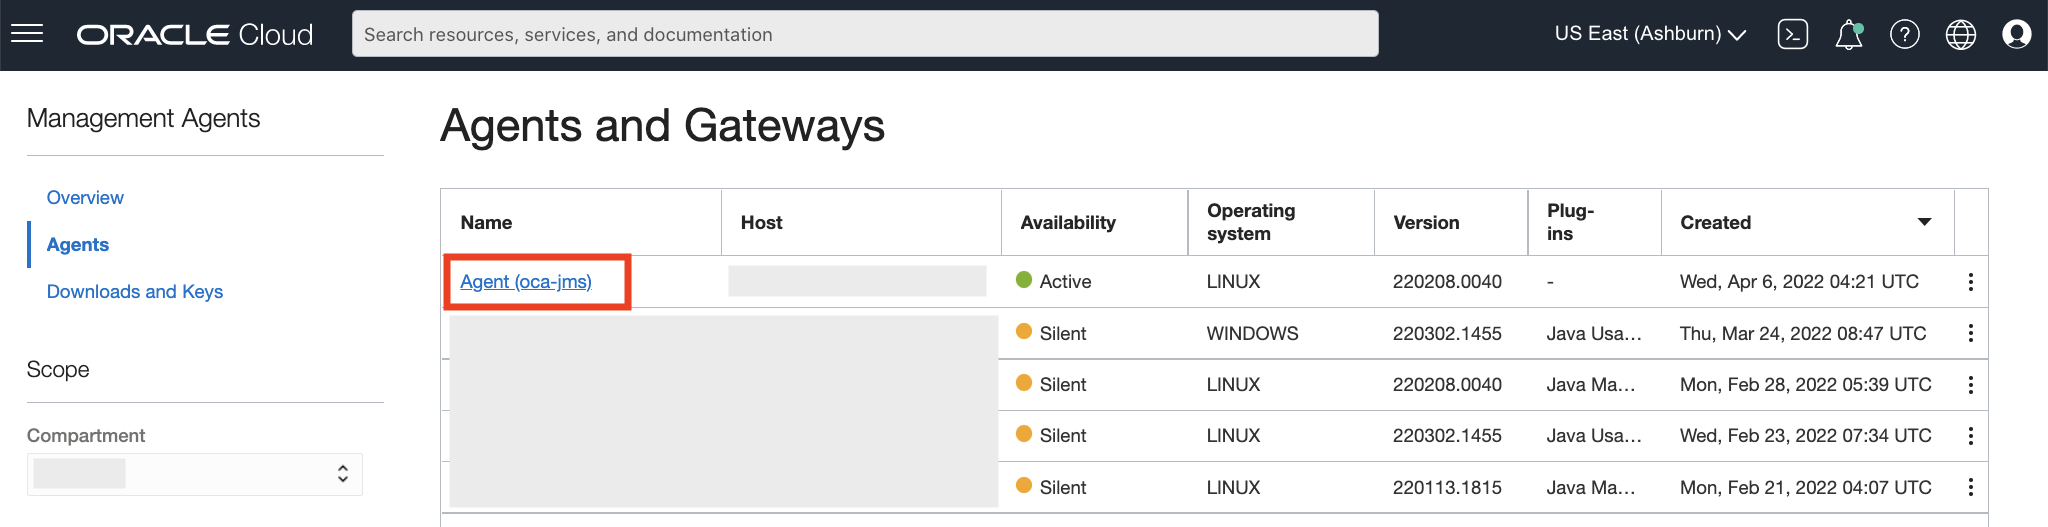 ORACLE Cloud
Search resources, services, and documentation
US East (Ashburn)
Management Agents
Overview
Agents
Downloads and Keys
Scope
Compartment
Agents and Gateways
Name Host Availability Operating system Version Plug-ins Created
Agent (oca-jms) Active LINUX 220208.0040 - Wed, Apr 6, 2022 04:21 UTC
Silent WINDOWS 220302.1455 Java Usa... Thu, Mar 24, 2022 08:47 UTC
Silent LINUX 220208.0040 Java Ma... Mon, Feb 28, 2022 05:39 UTC
Silent LINUX 220302.1455 Java Usa... Wed, Feb 23, 2022 07:34 UTC
Silent LINUX 220113.1815 Java Ma... Mon, Feb 21, 2022 04:07 UTC